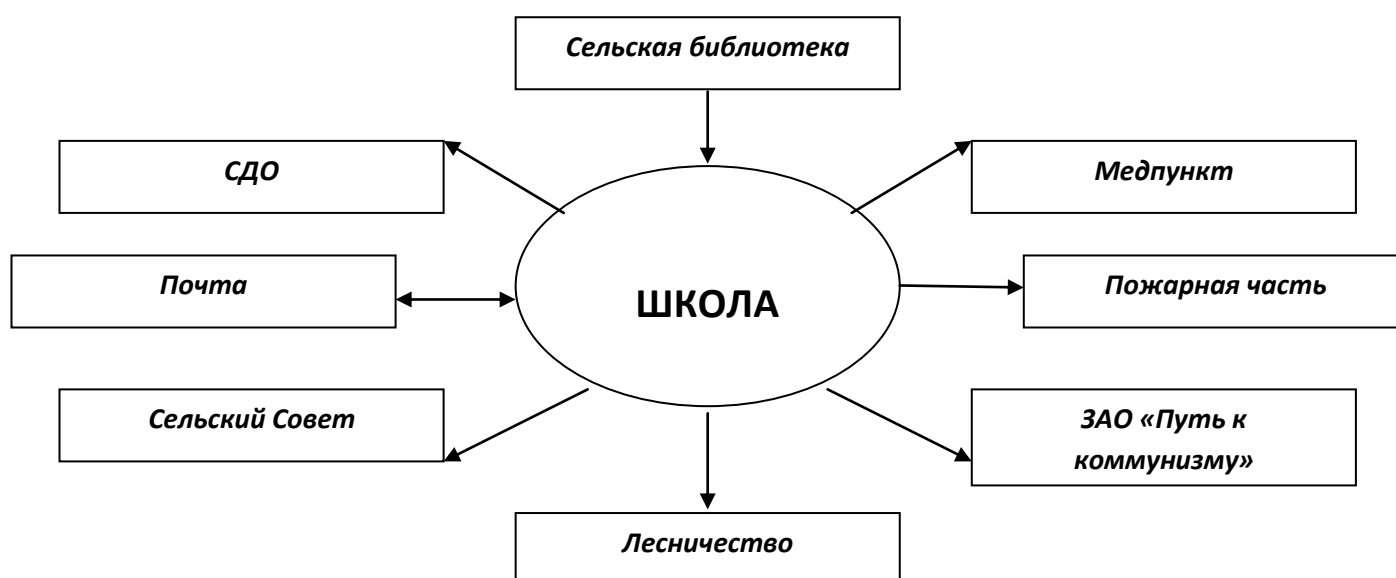 Сельская библиотека
СДО
Медпункт
Почта
ШКОЛА
Пожарная часть
Сельский Совет
ЗАО «Путь к
коммунизму»
Лесничество